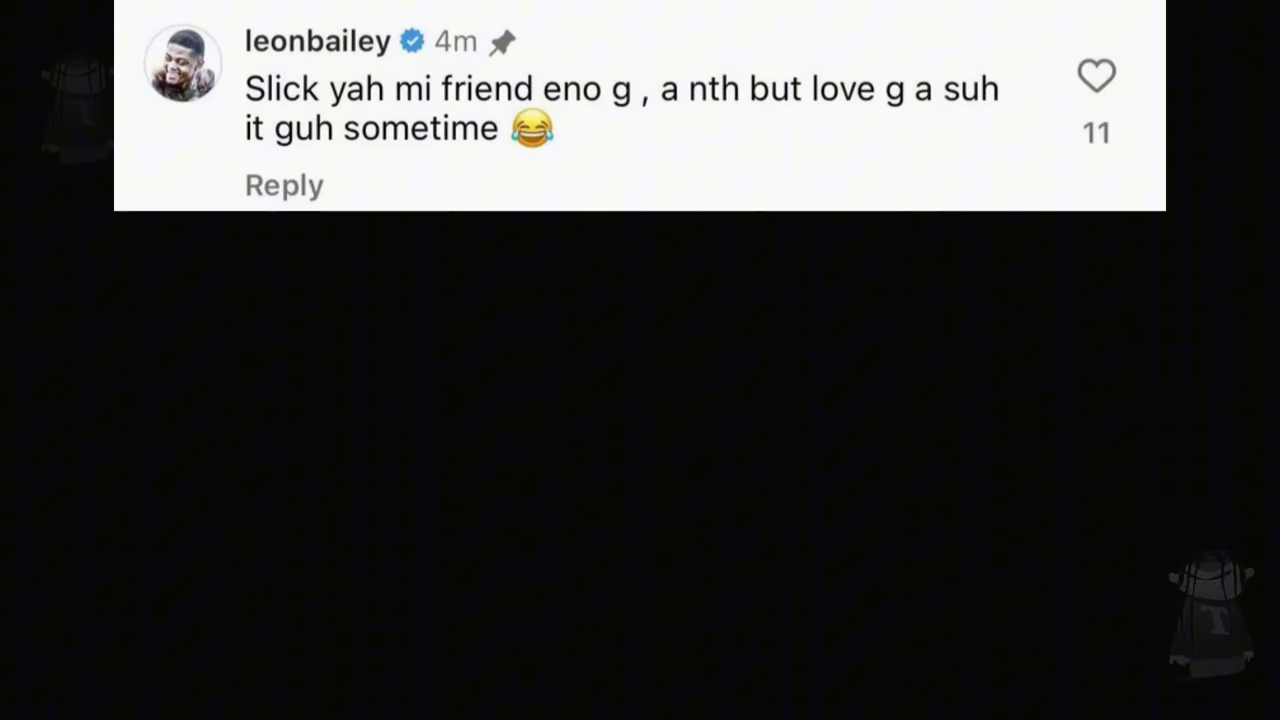 leonbailey 4m
Slick yah mi friend eno g , a nth but love g a suh
it guh sometime 😂
11
Reply
T
T